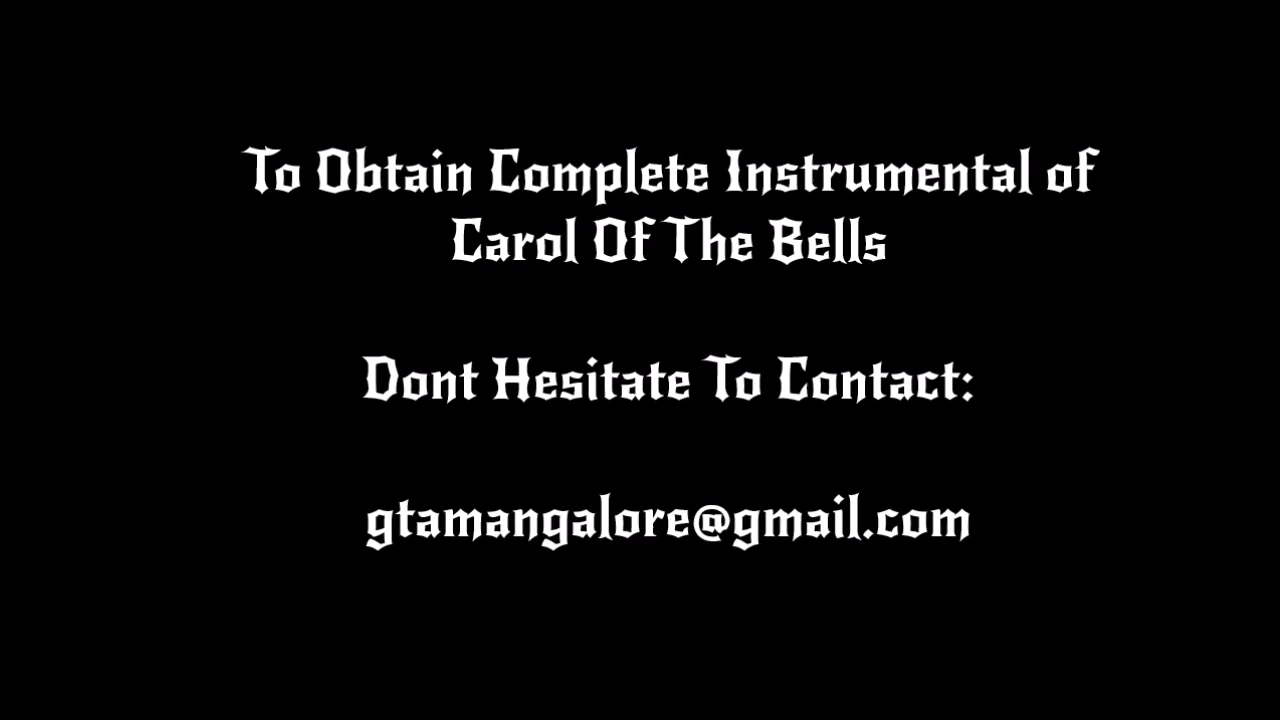 To Obtain Complete Instrumental of
Carol Of The Bells
Dont Hesitate To Contact:
gtamangalore@gmail.com